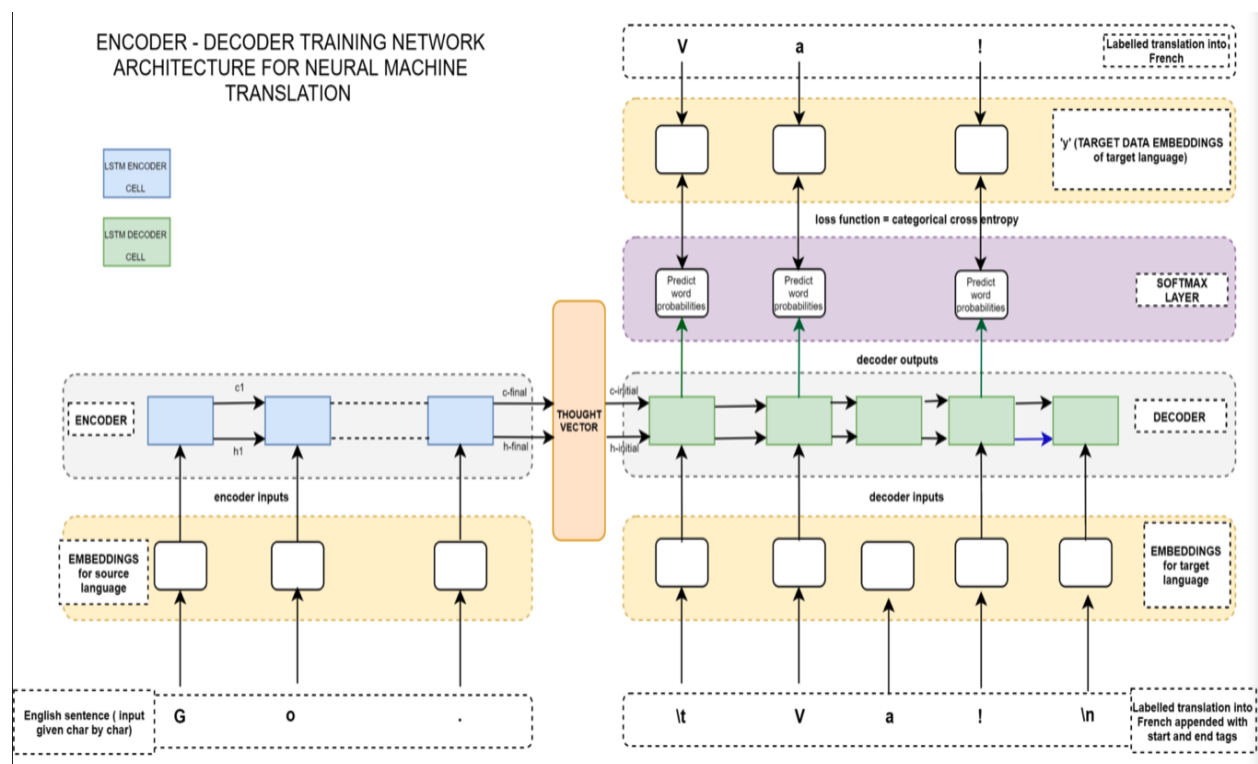 ENCODER - DECODER TRAINING NETWORK
ARCHITECTURE FOR NEURAL MACHINE
TRANSLATION
LSTM ENCODER
CELL
LSTM DECODER
CELL
V a !
Labelled translation into
French
'y' (TARGET DATA EMBEDDINGS
of target language)
loss function = categorical cross entropy
Predict
word
probabilities
Predict
word
probabilities
Predict
word
probabilities
SOFTMAX
LAYER
decoder outputs
ENCODER
c1
h1
c-final
h-final
THOUGHT
VECTOR
c-initial
h-initial
DECODER
encoder inputs
decoder inputs
EMBEDDINGS
for source
language
EMBEDDINGS
for target
language
English sentence ( input
given char by char)
G o .
\t V a ! \n
Labelled translation into
French appended with
start and end tags